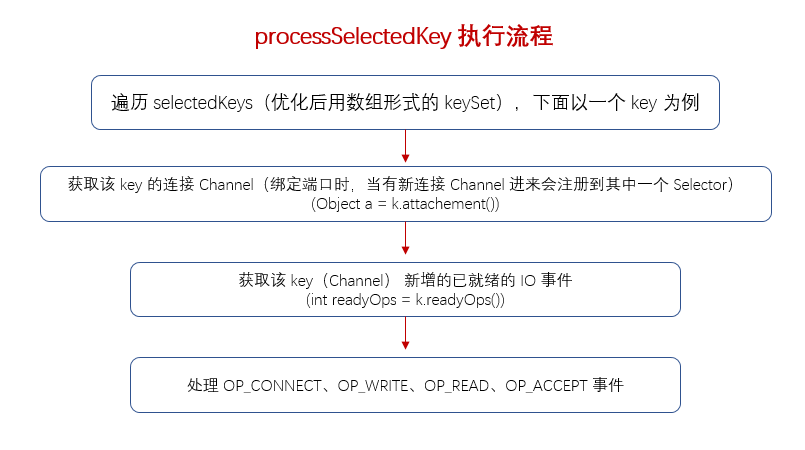 processSelectedKey 执行流程
遍历 selectedKeys（优化后用数组形式的 keySet），下面以一个 key 为例
获取该 key 的连接 Channel（绑定端口时，当有新连接 Channel 进来会注册到其中一个 Selector）
(Object a = k.attachement())
获取该 key（Channel） 新增的已就绪的 IO 事件
(int readyOps = k.readyOps())
处理 OP_CONNECT、OP_WRITE、OP_READ、OP_ACCEPT 事件